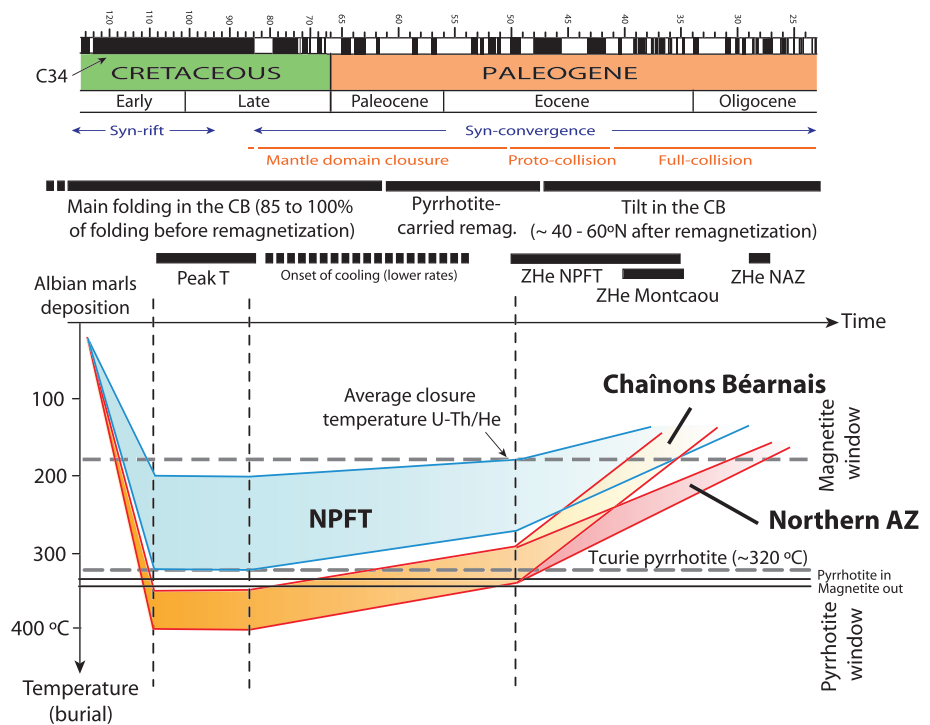 120
110
100
90
80
70
60
55
50
45
40
35
30
25
C34
CRETACEOUS
PALEOGENE
Early
Late
Paleocene
Eocene
Oligocene
Syn-rift
Syn-convergence
Mantle domain clousure
Proto-collision
Full-collision
Main folding in the CB (85 to 100%
of folding before remagnetization)
Pyrrhotite-
carried remag.
Tilt in the CB
(~ 40 - 60ºN after remagnetization)
Peak T
Onset of cooling (lower rates)
ZHe NPFT
ZHe Montcaou
ZHe NAZ
Albian marls
deposition
Time
100
200
300
400 ºC
Average closure
temperature U-Th/He
Chaînons Béarnais
Magnetite
window
NPFT
Northern AZ
Tcurie pyrrhotite (~320 ºC)
Pyrrhotite in
Magnetite out
Pyrrhotite
window
Temperature
(burial)